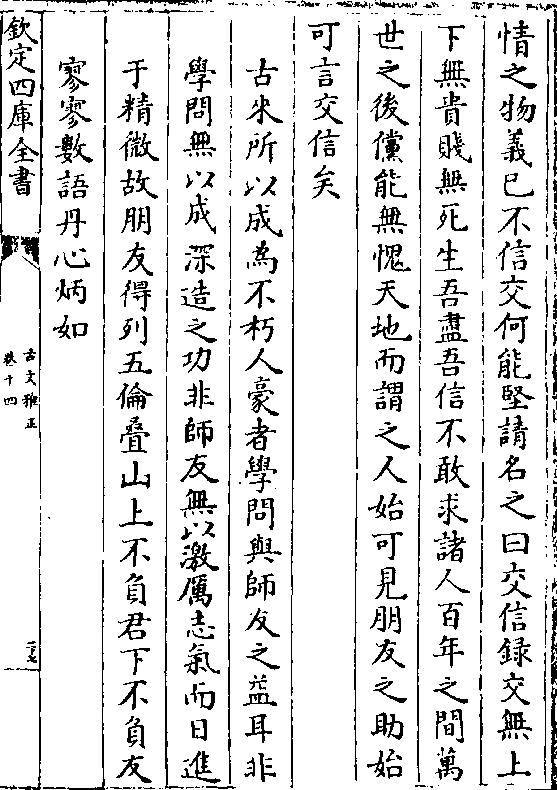 情之物義已不信交何能堅請名之曰交信録交無上
下無貴賤無死生吾盡吾信不敢求諸人百年之間萬
世之後儻能無愧天地而謂之人始可見朋友之助始
可言交信矣
古來所以成為不朽人豪者學問與師友之益耳非
學問無以成深造之功非師友無以激厲志氣而日進
于精微故朋友得列五倫疊山上不負君下不負友
寥寥數語丹心炳如
欽定四庫全書
古文雅正
卷十四